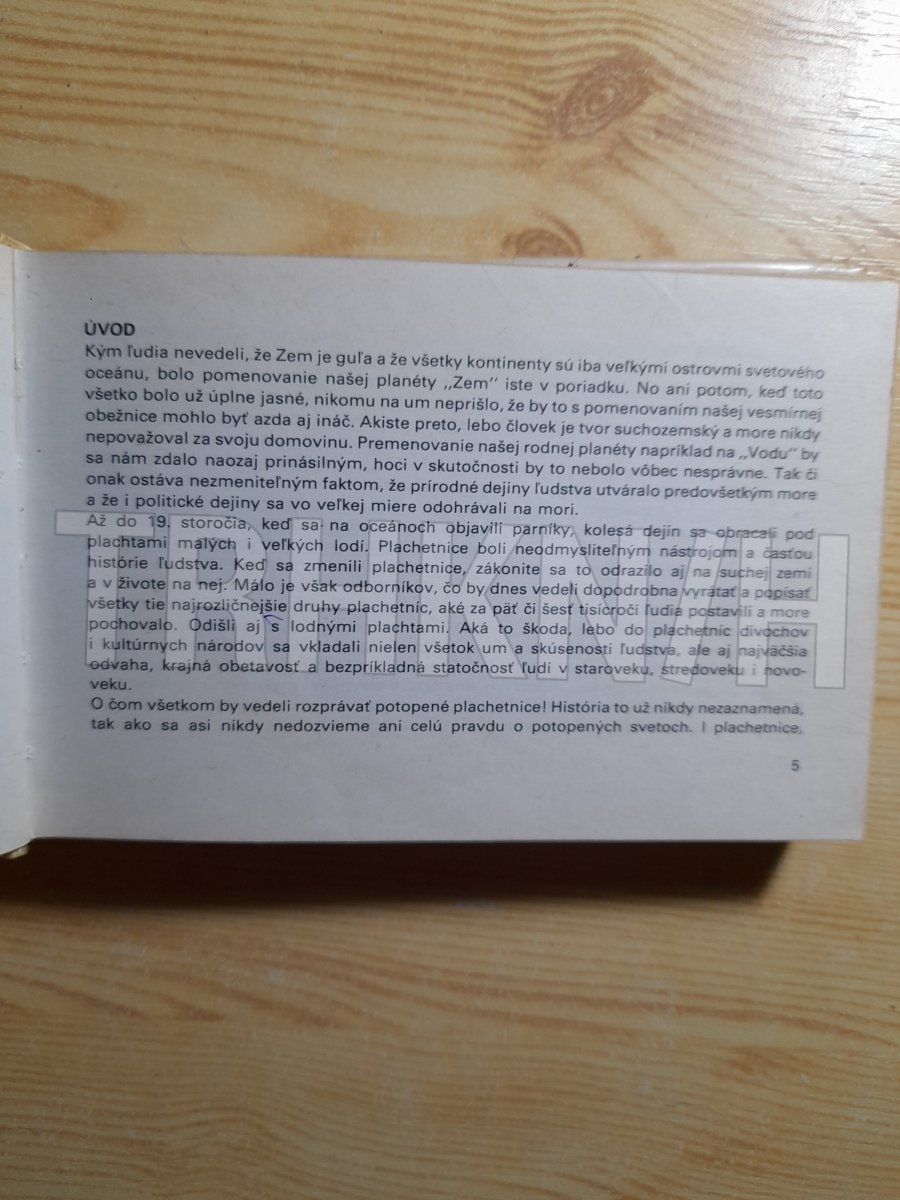 ÚVOD
Kým ľudia nevedeli, že Zem je guľa a že všetky kontinenty sú iba veľkými ostrovmi svetového
oceánu, bolo pomenovanie našej planéty „Zem" iste v poriadku. No ani potom, keď toto
všetko bolo už úplne jasné, nikomu na um neprišlo, že by to s pomenovaním našej vesmírnej
obežnice mohlo byť azda aj ináč. Akiste preto, lebo človek je tvor suchozemský a more nikdy
nepovažoval za svoju domovinu. Premenovanie našej rodnej planéty napríklad na „Vodu" by
sa nám zdalo naozaj prinásilným, hoci v skutočnosti by to nebolo vôbec nesprávne. Tak či
onak ostáva nezmeniteľným faktom, že prírodné dejiny ľudstva utváralo predovšetkým more
a že i politické dejiny sa vo veľkej miere odohrávali na mori.
Až do 19. storočia, keď sa na oceánoch objavili parníky, kolesá dejín sa obracali pod
plachtami malých i veľkých lodí. Plachetnice boli neodmysliteľným nástrojom a časťou
histórie ľudstva. Keď sa zmenili plachetnice, zákonite sa to odrazilo aj na suchej zemi
a v živote na nej. Málo je však odborníkov, čo by dnes vedeli dopodrobna vyrátať a popísať
všetky tie najrozličnejšie druhy plachetníc, aké za päť či šesť tisícročí ľudia postavili a more
pochovalo. Odišli aj s lodnými plachtami. Aká to škoda, lebo do plachetníc divochov
i kultúrnych národov sa vkladali nielen všetok um a skúsenosti ľudstva, ale aj najväčšia
odvaha, krajná obetavosť a bezpríkladná statočnosť ľudí v staroveku, stredoveku i novo-
veku.
O čom všetkom by vedeli rozprávať potopené plachetnice! História to už nikdy nezaznamená,
tak ako sa asi nikdy nedozvieme ani celú pravdu o potopených svetoch. I plachetnice,
5